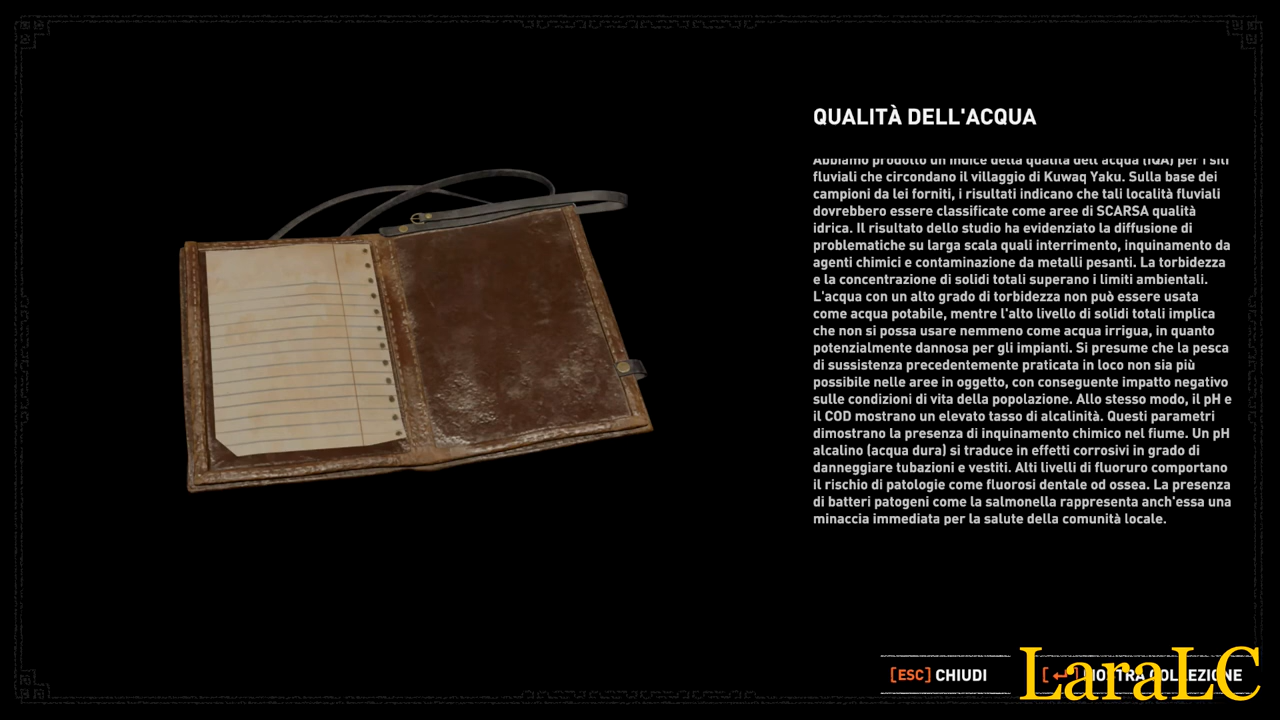 QUALITÀ DELL'ACQUA
Abbiamo prodotto un indice della qualità dell'acqua (IQA) per i siti
fluviali che circondano il villaggio di Kuwaq Yaku. Sulla base dei
campioni da lei forniti, i risultati indicano che tali località fluviali
dovrebbero essere classificate come aree di SCARSA qualità
idrica. Il risultato dello studio ha evidenziato la diffusione di
problematiche su larga scala quali interrimento, inquinamento da
agenti chimici e contaminazione da metalli pesanti. La torbidezza
e la concentrazione di solidi totali superano i limiti ambientali.
L'acqua con un alto grado di torbidezza non può essere usata
come acqua potabile, mentre l'alto livello di solidi totali implica
che non si possa usare nemmeno come acqua irrigua, in quanto
potenzialmente dannosa per gli impianti. Si presume che la pesca
di sussistenza precedentemente praticata in loco non sia più
possibile nelle aree in oggetto, con conseguente impatto negativo
sulle condizioni di vita della popolazione. Allo stesso modo, il pH e
il COD mostrano un elevato tasso di alcalinità. Questi parametri
dimostrano la presenza di inquinamento chimico nel fiume. Un pH
alcalino (acqua dura) si traduce in effetti corrosivi in grado di
danneggiare tubazioni e vestiti. Alti livelli di fluoruro comportano
il rischio di patologie come fluorosi dentale od ossea. La presenza
di batteri patogeni come la salmonella rappresenta anch'essa una
minaccia immediata per la salute della comunità locale.
[ESC] CHIUDI
[↵] MOSTRA COLLEZIONE
LaraLC